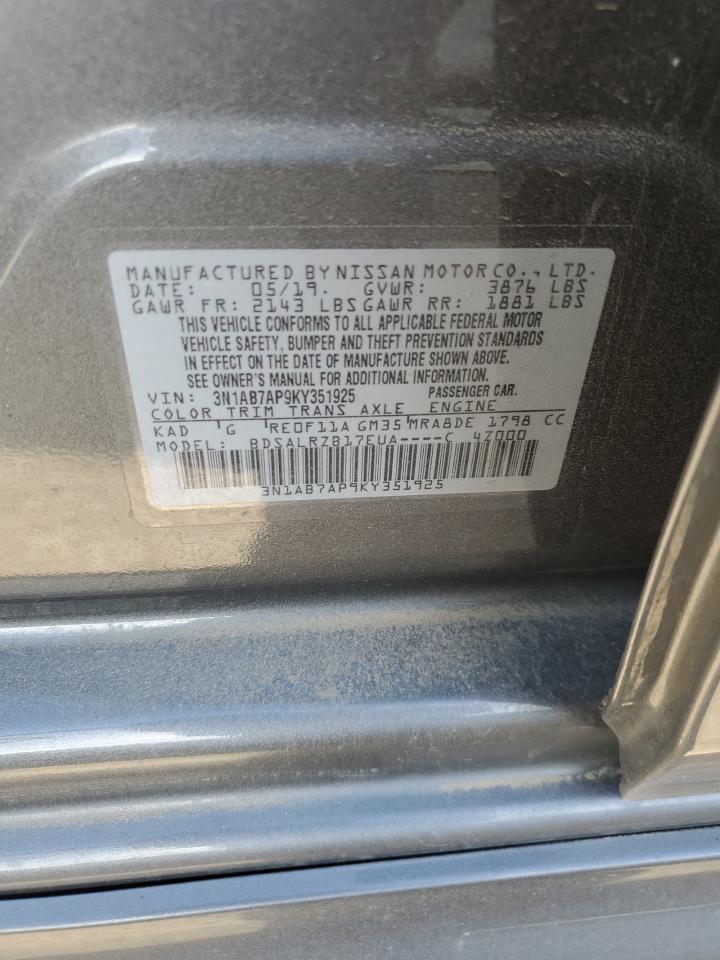 MANUFACTURED BY NISSAN MOTOR CO., LTD.
DATE: 05/19. GVWR: 3876 LBS
GAWR FR: 2143 LBS GAWR RR: 1881 LBS
THIS VEHICLE CONFORMS TO ALL APPLICABLE FEDERAL MOTOR
VEHICLE SAFETY, BUMPER AND THEFT PREVENTION STANDARDS
IN EFFECT ON THE DATE OF MANUFACTURE SHOWN ABOVE.
SEE OWNER'S MANUAL FOR ADDITIONAL INFORMATION.
VIN: 3N1AB7AP9KY351925 PASSENGER CAR.
COLOR TRIM TRANS AXLE ENGINE
KAD G RE0F11A GM35 MRA8DE 1798 CC
MODEL: BDSALRZB17EUA----C 4Z000
3N1AB7AP9KY351925